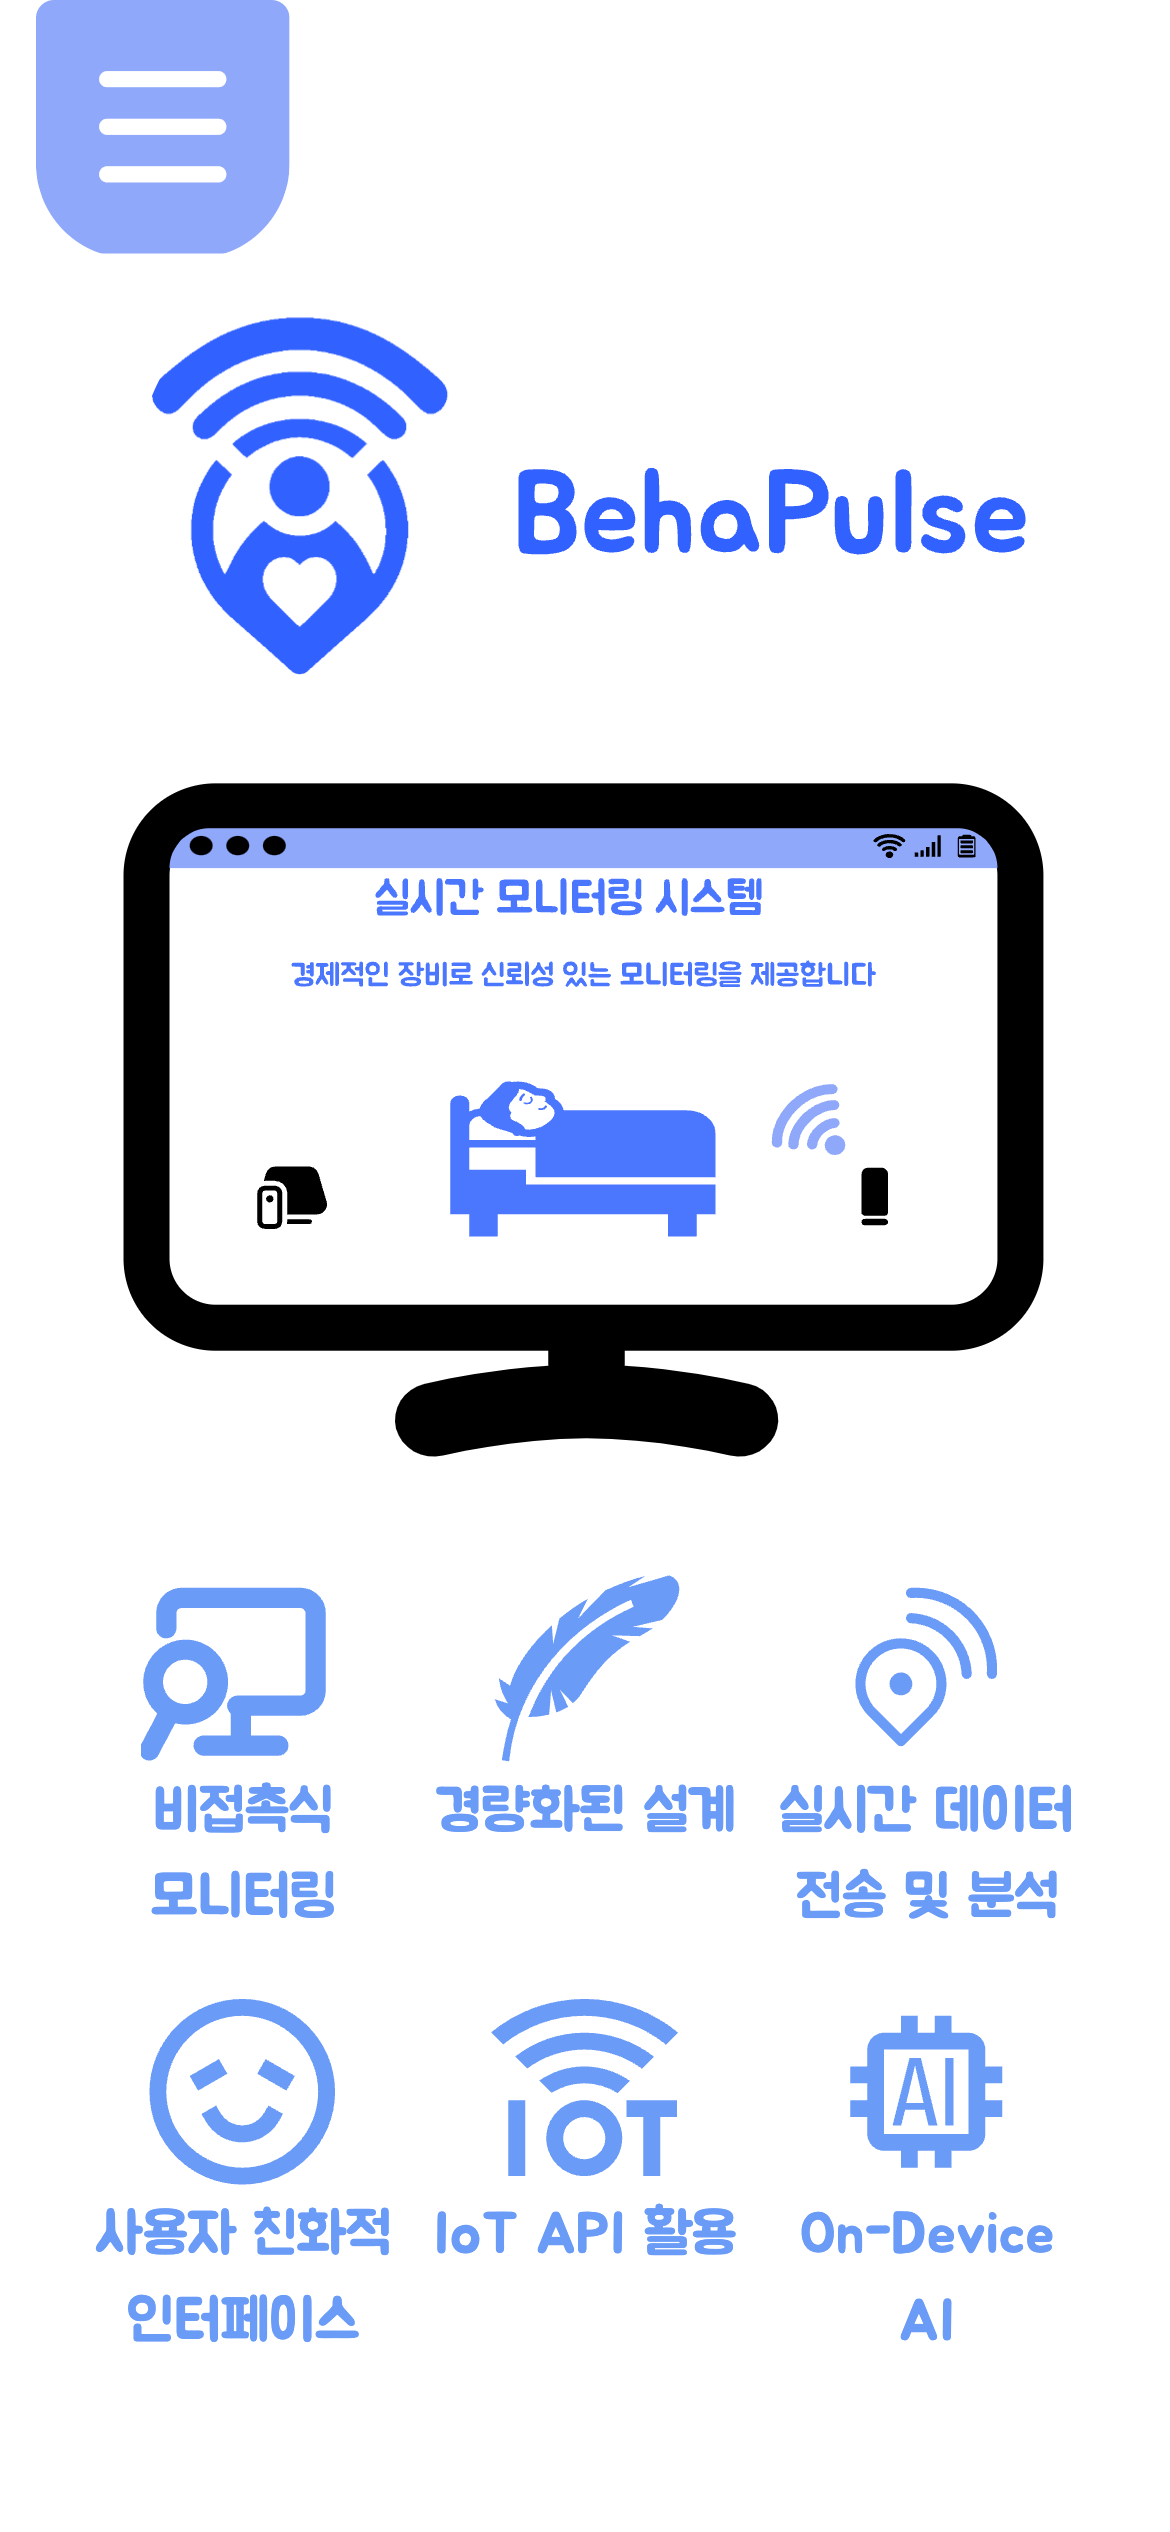 BehaPulse
실시간 모니터링 시스템
경제적인 장비로 신뢰성 있는 모니터링을 제공합니다
비접촉식
모니터링
경량화된 설계
실시간 데이터
전송 및 분석
IOT
AI
사용자 친화적
인터페이스
IoT API 활용
On-Device
AI